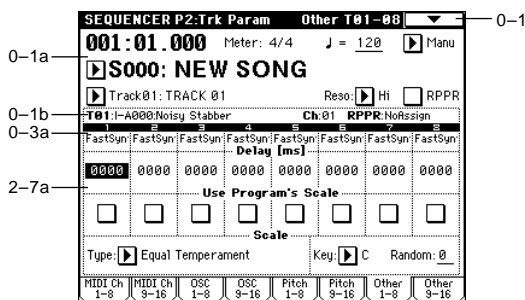 SEQUENCER P2:Trk Param Other T01-08
0-1
001:01.000 Meter: 4/4 ♩ = 120 Manu
0-1a
S000: NEW SONG
Track01: TRACK 01 Reso: Hi RPPR
0-1b
T01:I-A000:Noisy Stabber Ch:01 RPPR:NoAssign
0-3a
1 2 3 4 5 6 7 8
FastSyn FastSyn FastSyn FastSyn FastSyn FastSyn FastSyn FastSyn
Delay [ms]
0000 0000 0000 0000 0000 0000 0000 0000
2-7a
Use Program's Scale
Scale
Type: Equal Temperament Key: C Random: 0
MIDI Ch 1-8 MIDI Ch 9-16 OSC 1-8 OSC 9-16 Pitch 1-8 Pitch 9-16 Other 1-8 Other 9-16